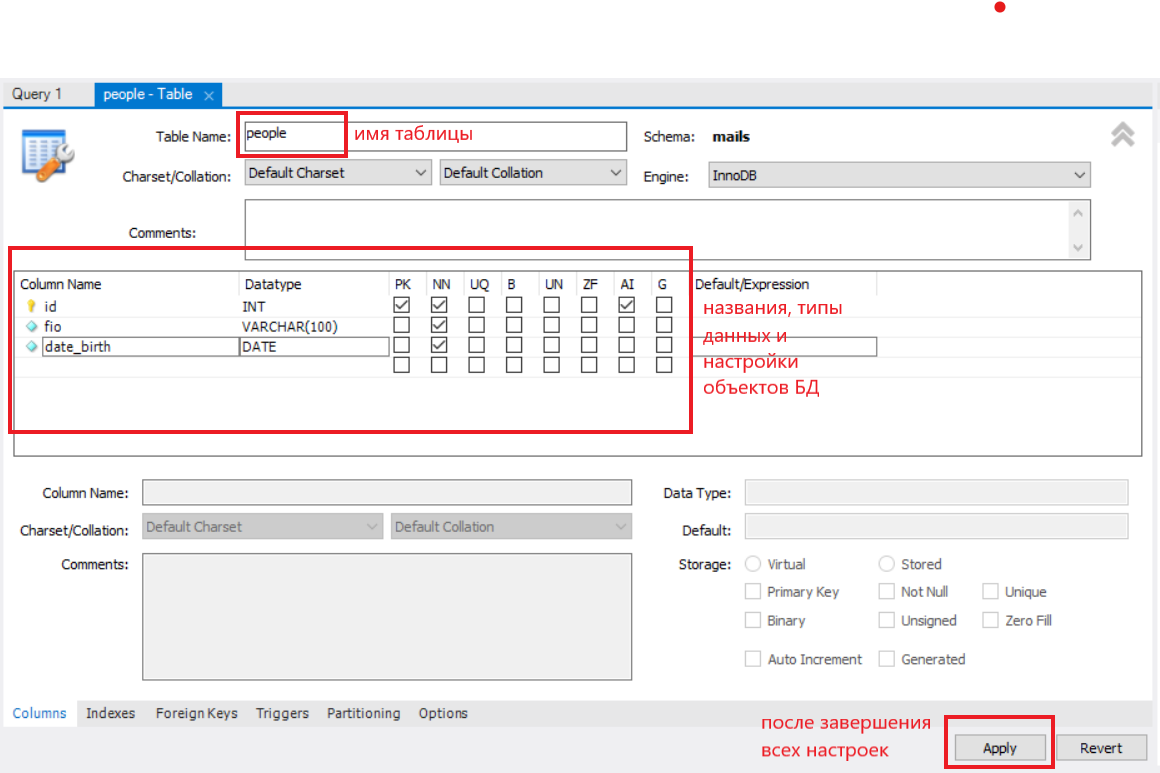 Query 1 people - Table
Table Name: people имя таблицы Schema: mails
Charset/Collation: Default Charset Default Collation Engine: InnoDB
Comments:
Column Name Datatype PK NN UQ B UN ZF AI G Default/Expression
id INT
fio VARCHAR(100)
date_birth DATE
названия, типы
данных и
настройки
объектов БД
Column Name: Data Type:
Charset/Collation: Default Charset Default Collation Default:
Comments: Storage: Virtual Stored
Primary Key Not Null Unique
Binary Unsigned Zero Fill
Auto Increment Generated
Columns Indexes Foreign Keys Triggers Partitioning Options
после завершения
всех настроек
Apply Revert